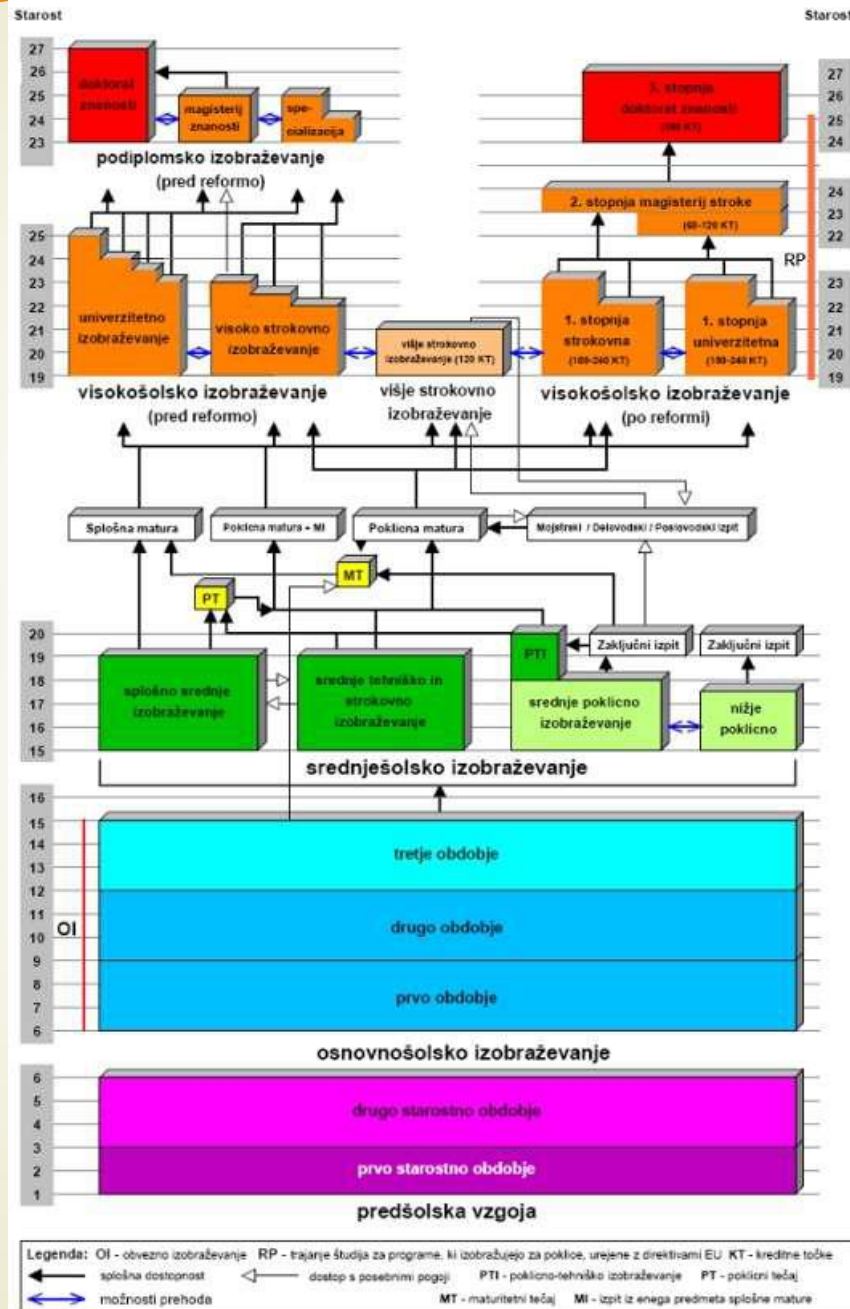 Starost
Starost
27
26
25
24
23
doktorat
znanosti
magisterij
znanosti
spe-
cializacija
podiplomsko izobraževanje
(pred reformo)
27
26
25
24
3. stopnja
doktorat znanosti
24
23
22
2. stopnja magisterij stroke
(60-120 KT)
RP
25
24
23
22
21
20
19
univerzitetno
izobraževanje
visoko strokovno
izobraževanje
višje strokovno
izobraževanje (120 KT)
1. stopnja
strokovna
(180-240 KT)
1. stopnja
univerzitetna
(180-240 KT)
23
22
21
20
19
visokošolsko izobraževanje
(pred reformo)
višje strokovno
izobraževanje
visokošolsko izobraževanje
(po reformi)
Splošna matura
Poklicna matura + MI
Poklicna matura
Mojstrski / Delovodski / Poslovodski izpit
PT
MT
20
19
18
17
16
15
splošno srednje
izobraževanje
srednje tehniško in
strokovno
izobraževanje
PTI
Zaključni izpit
Zaključni izpit
srednje poklicno
izobraževanje
nižje
poklicno
srednješolsko izobraževanje
16
15
14
13
12
11
10
9
8
7
6
OI
tretje obdobje
drugo obdobje
prvo obdobje
osnovnošolsko izobraževanje
6
5
4
3
2
1
drugo starostno obdobje
prvo starostno obdobje
predšolska vzgoja
Legenda: OI - obvezno izobraževanje RP - trajanje študija za programe, ki izobražujejo za poklice, urejene z direktivami EU KT - kreditne točke
splošna dostopnost dostop s posebnimi pogoji PTI - poklicno-tehniško izobraževanje PT - poklicni tečaj
možnosti prehoda MT - maturitetni tečaj MI - izpit iz enega predmeta splošne mature